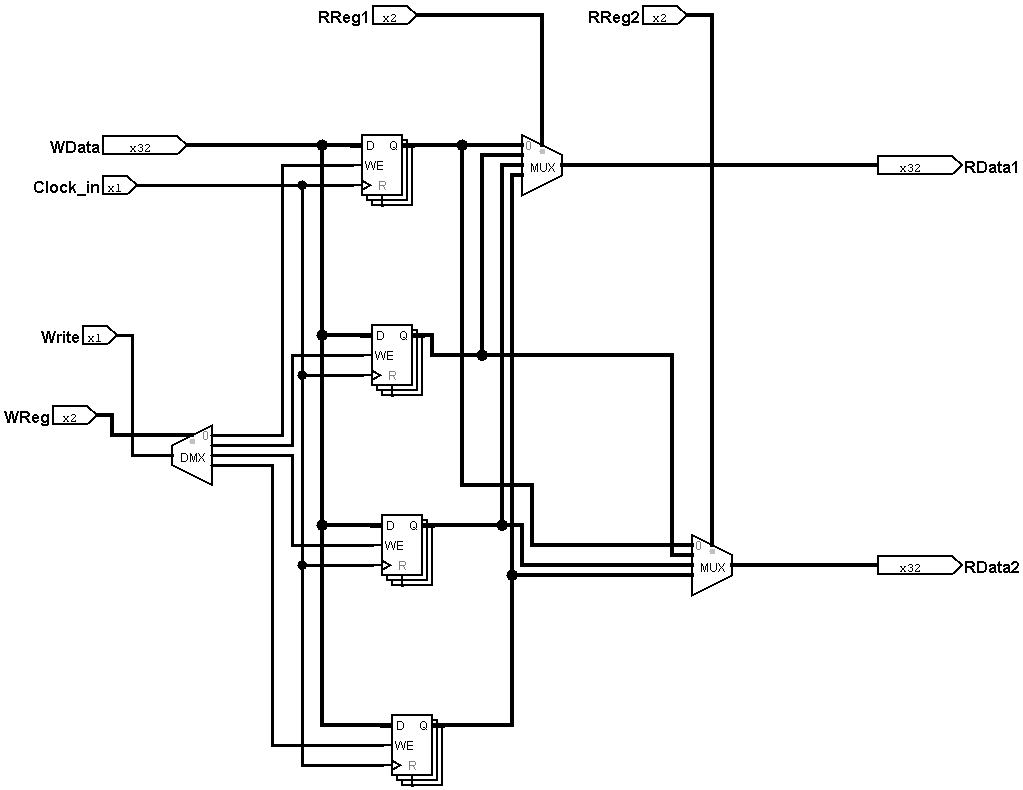 RReg1 x2
RReg2 x2
WData x32
D Q
WE
R
0
MUX
x32 RData1
Clock_in x1
Write x1
D Q
WE
R
WReg x2
0
DMX
D Q
WE
R
0
MUX
x32 RData2
D Q
WE
R